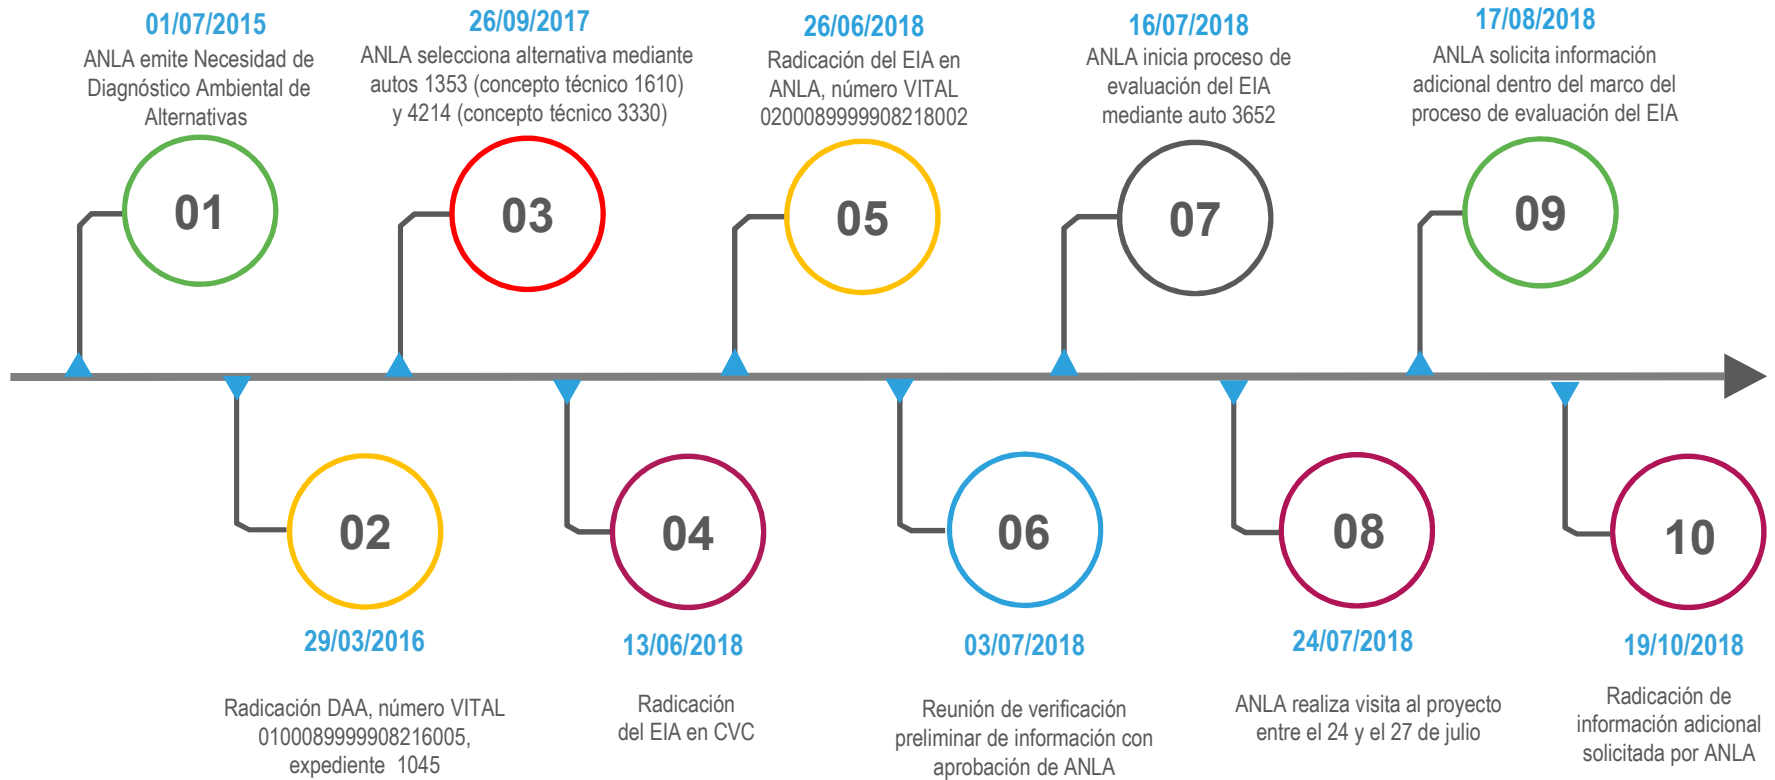 01/07/2015
ANLA emite Necesidad de
Diagnóstico Ambiental de
Alternativas
01
29/03/2016
Radicación DAA, número VITAL
0100089999908216005,
expediente 1045
02
26/09/2017
ANLA selecciona alternativa mediante
autos 1353 (concepto técnico 1610)
y 4214 (concepto técnico 3330)
03
13/06/2018
Radicación
del EIA en CVC
04
26/06/2018
Radicación del EIA en
ANLA, número VITAL
0200089999908218002
05
03/07/2018
Reunión de verificación
preliminar de información con
aprobación de ANLA
06
16/07/2018
ANLA inicia proceso de
evaluación del EIA
mediante auto 3652
07
24/07/2018
ANLA realiza visita al proyecto
entre el 24 y el 27 de julio
08
17/08/2018
ANLA solicita información
adicional dentro del marco del
proceso de evaluación del EIA
09
19/10/2018
Radicación de
información adicional
solicitada por ANLA
10